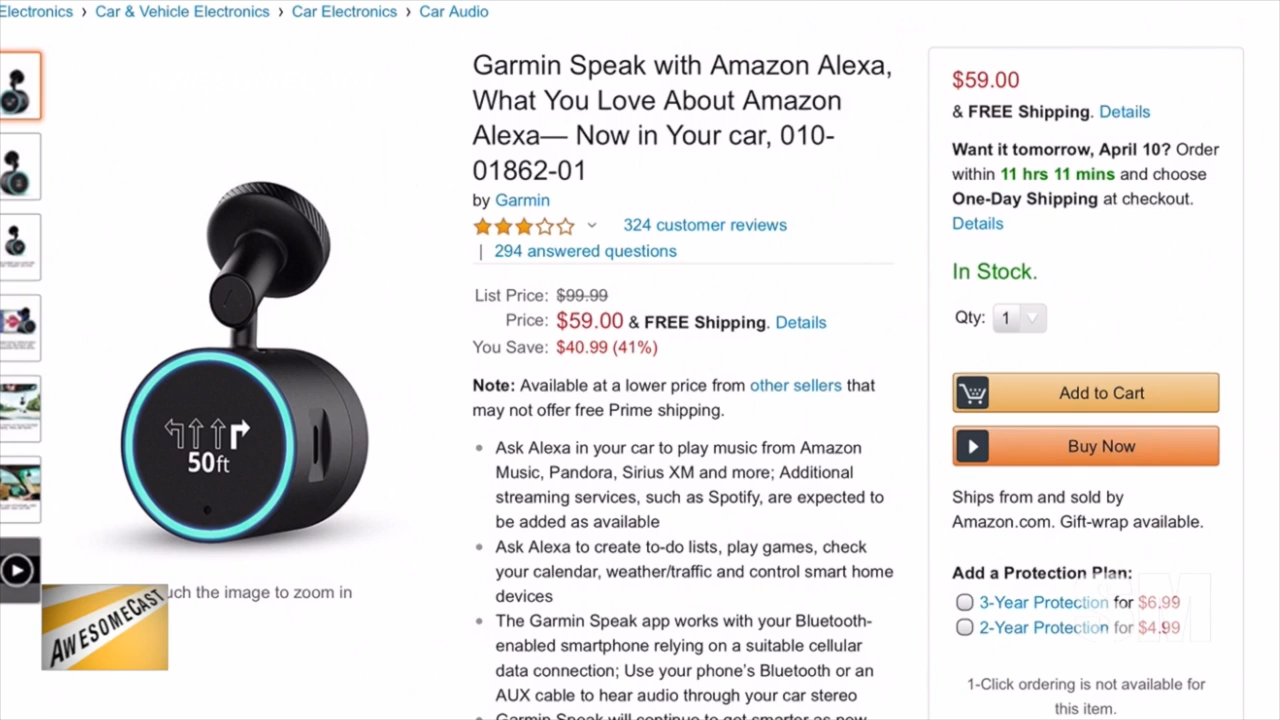 Electronics › Car & Vehicle Electronics › Car Electronics › Car Audio
Garmin Speak with Amazon Alexa,
What You Love About Amazon
Alexa— Now in Your car, 010-
01862-01
by Garmin
324 customer reviews
| 294 answered questions
List Price: $99.99
Price: $59.00 & FREE Shipping. Details
You Save: $40.99 (41%)
Note: Available at a lower price from other sellers that
may not offer free Prime shipping.
Ask Alexa in your car to play music from Amazon
Music, Pandora, Sirius XM and more; Additional
streaming services, such as Spotify, are expected to
be added as available
Ask Alexa to create to-do lists, play games, check
your calendar, weather/traffic and control smart home
devices
The Garmin Speak app works with your Bluetooth-
enabled smartphone relying on a suitable cellular
data connection; Use your phone's Bluetooth or an
AUX cable to hear audio through your car stereo
Garmin Speak will continue to get smarter as new
50ft
uch the image to zoom in
AWESOMECAST
$59.00
& FREE Shipping. Details
Want it tomorrow, April 10? Order
within 11 hrs 11 mins and choose
One-Day Shipping at checkout.
Details
In Stock.
Qty: 1
Add to Cart
Buy Now
Ships from and sold by
Amazon.com. Gift-wrap available.
Add a Protection Plan:
3-Year Protection for $6.99
2-Year Protection for $4.99
1-Click ordering is not available for
this item.